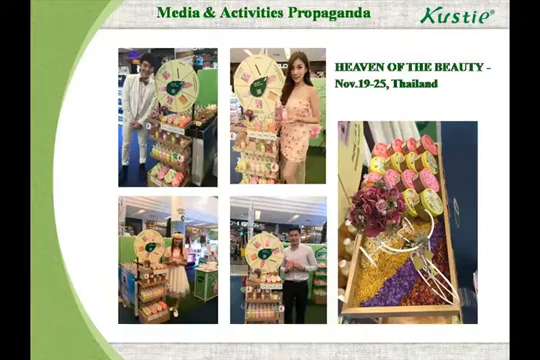 Media & Activities Propaganda
Kustie®
HEAVEN OF THE BEAUTY -
Nov.19-25, Thailand